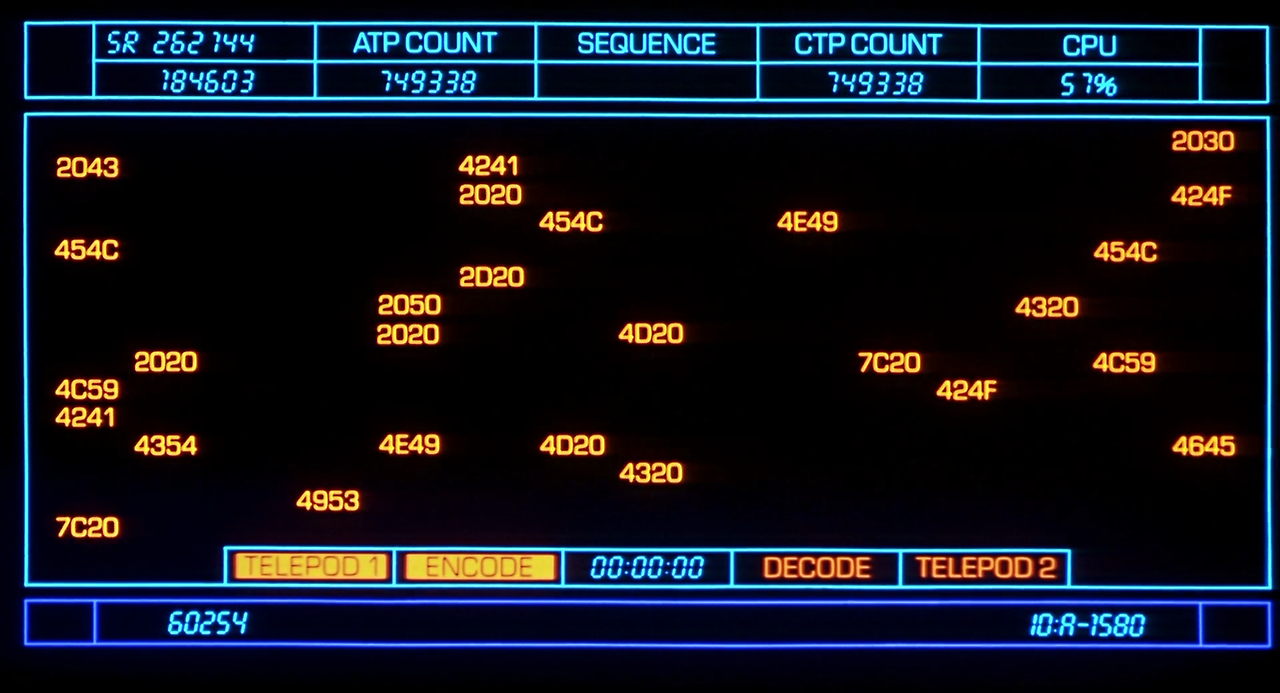 SR 262144 ATP COUNT SEQUENCE CTP COUNT CPU
184603 749338 749338 57%
2030
2043 4241
2020 424F
454C 4E49
454C 454C
2D20
2050 4320
2020 4D20
2020 7C20 4C59
4C59 424F
4241
4354 4E49 4D20 4645
4320
4953
7C20
TELEPOD 1 ENCODE 00:00:00 DECODE TELEPOD 2
60254 10:A-1580